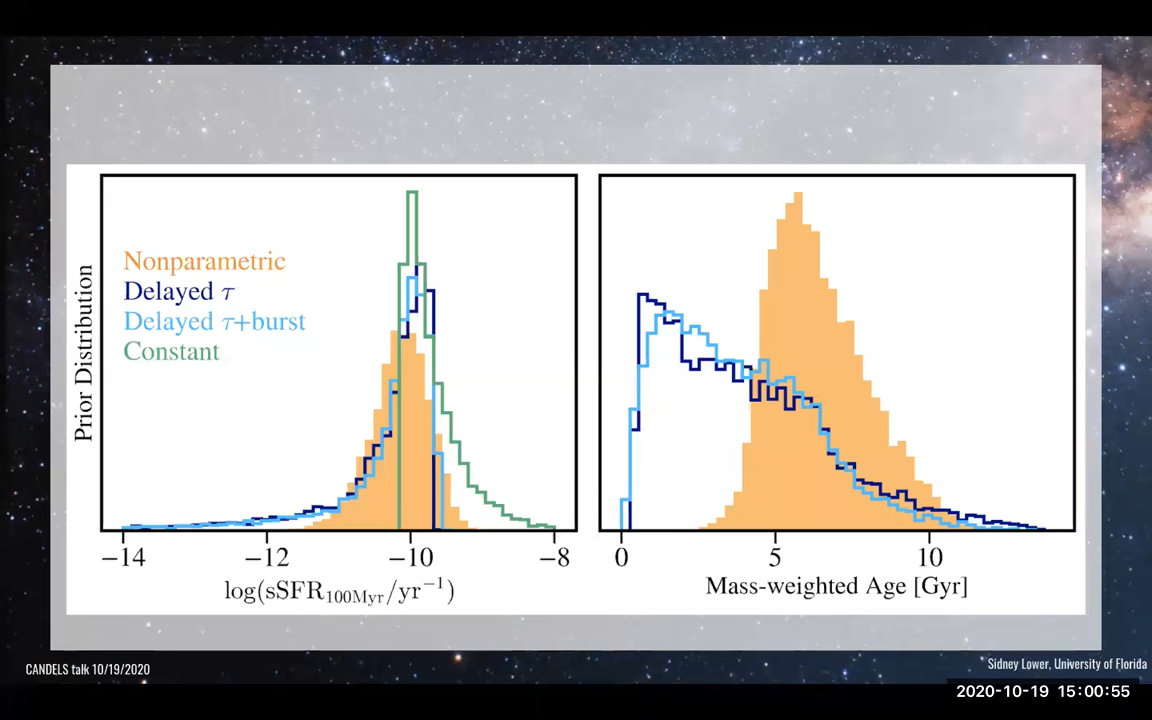 Prior Distribution
Nonparametric
Delayed τ
Delayed τ+burst
Constant
−14 −12 −10 −8
log(sSFR₁₀₀Myr/yr⁻¹)
0 5 10
Mass-weighted Age [Gyr]
CANDELS talk 10/19/2020
Sidney Lower, University of Florida
2020-10-19 15:00:55